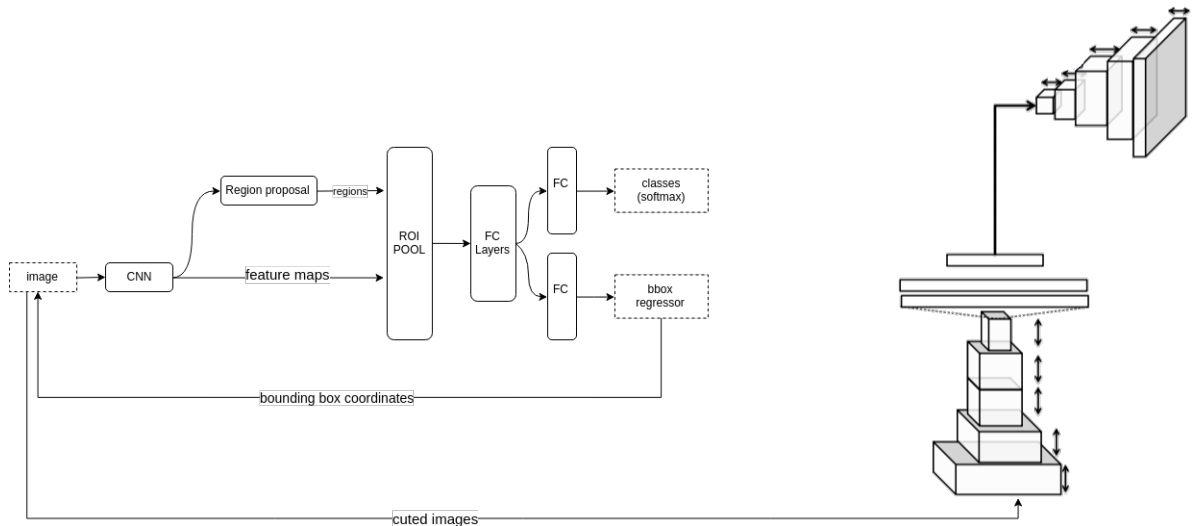 Region proposal
regions
ROI
POOL
FC
Layers
FC
classes
(softmax)
image
CNN
feature maps
FC
bbox
regressor
bounding box coordinates
cuted images